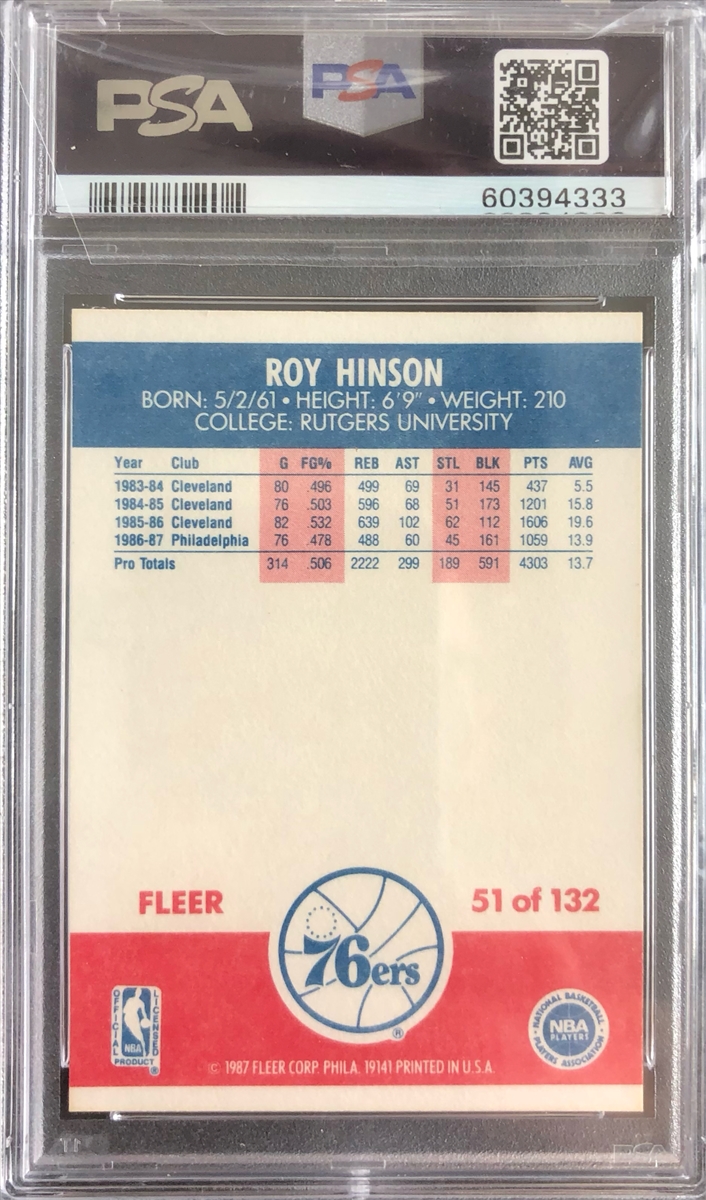 PSA PSA
60394333
ROY HINSON
BORN: 5/2/61 • HEIGHT: 6'9" • WEIGHT: 210
COLLEGE: RUTGERS UNIVERSITY
Year Club G FG% REB AST STL BLK PTS AVG
1983-84 Cleveland 80 .496 499 69 31 145 437 5.5
1984-85 Cleveland 76 .503 596 68 51 173 1201 15.8
1985-86 Cleveland 82 .532 639 102 62 112 1606 19.6
1986-87 Philadelphia 76 .478 488 60 45 161 1059 13.9
Pro Totals 314 .506 2222 299 189 591 4303 13.7
FLEER 51 of 132
76ers
®
OFFICIAL LICENSED
NBA
PRODUCT ®
NATIONAL BASKETBALL
NBA
PLAYERS
PLAYERS ASSOCIATION
© 1987 FLEER CORP. PHILA. 19141 PRINTED IN U.S.A.
PSA